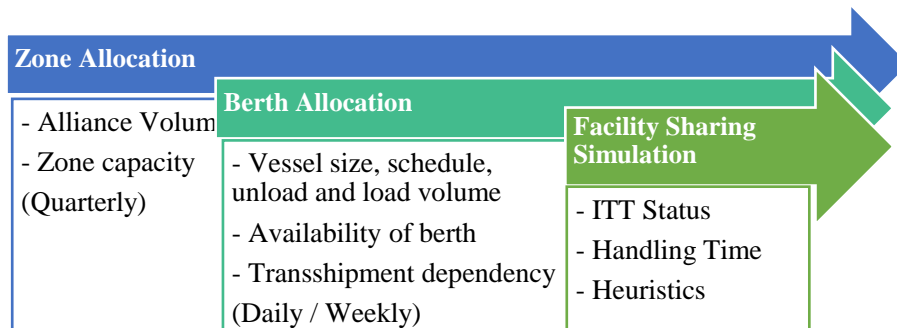 Zone Allocation
- Alliance Volum
- Zone capacity
(Quarterly)
Berth Allocation
- Vessel size, schedule,
unload and load volume
- Availability of berth
- Transshipment dependency
(Daily / Weekly)
Facility Sharing
Simulation
- ITT Status
- Handling Time
- Heuristics